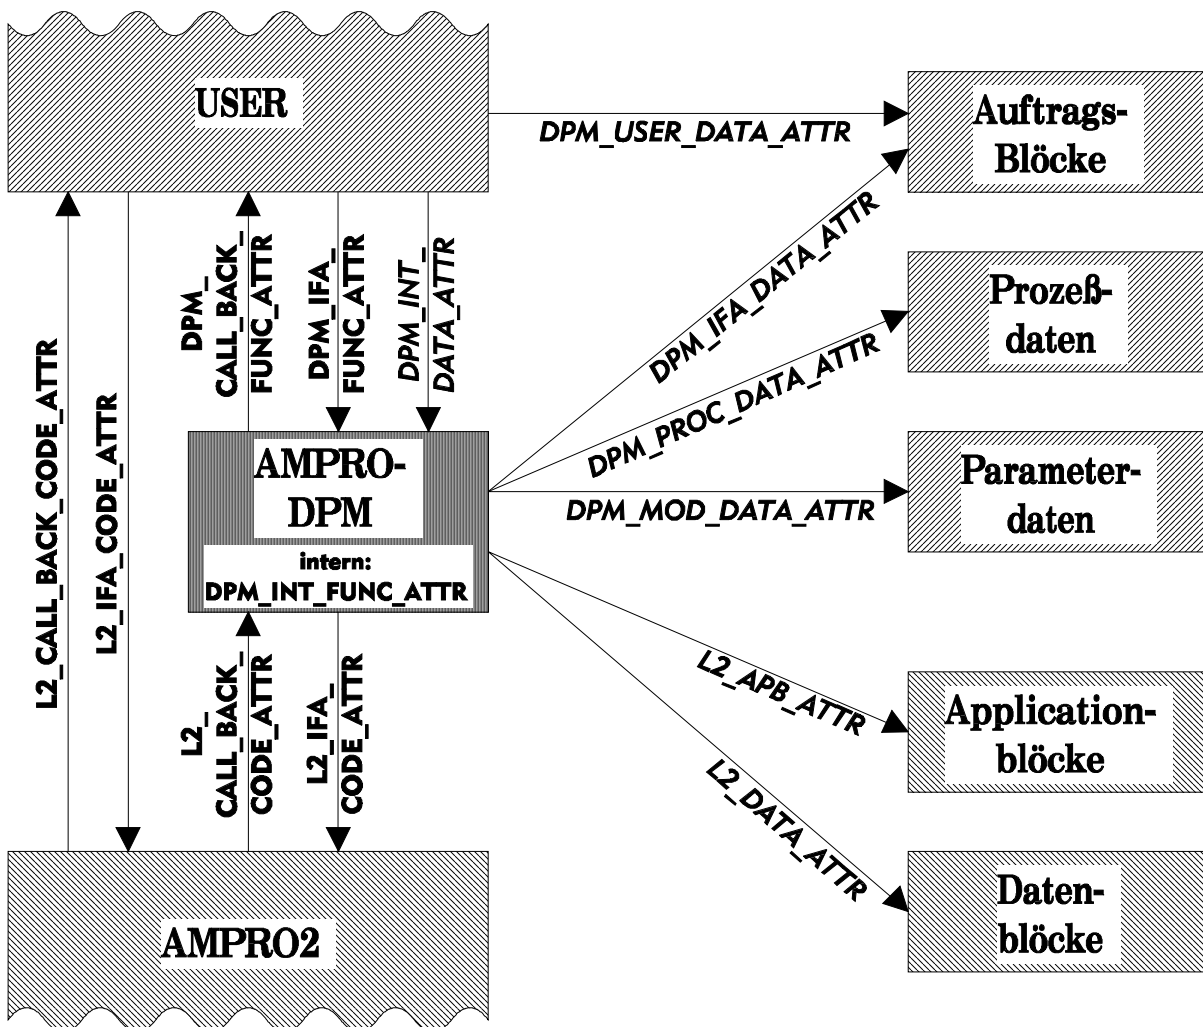 USER
DPM_USER_DATA_ATTR
Auftrags-
Blöcke
DPM_
CALL_BACK_
FUNC_ATTR
DPM_IFA_
FUNC_ATTR
DPM_INT_
DATA_ATTR
DPM_IFA_DATA_ATTR
Prozeß-
daten
DPM_PROC_DATA_ATTR
L2_CALL_BACK_CODE_ATTR
L2_IFA_CODE_ATTR
AMPRO-
DPM
intern:
DPM_INT_FUNC_ATTR
DPM_MOD_DATA_ATTR
Parameter-
daten
L2_
CALL_BACK_
CODE_ATTR
L2_IFA_
CODE_ATTR
L2_APB_ATTR
Application-
blöcke
L2_DATA_ATTR
Daten-
blöcke
AMPRO2